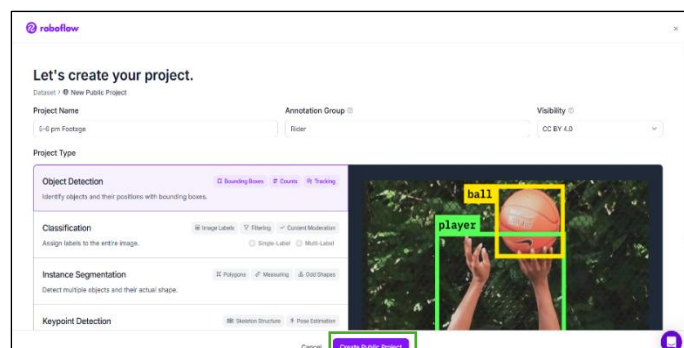 roboflow
Let's create your project.
Dataset > New Public Project
Project Name
Annotation Group
Visibility
5-6 pm Footage
Rider
CC BY 4.0
Project Type
Object Detection
Bounding Boxes
Counts
Tracking
Identify objects and their positions with bounding boxes.
Classification
Image Labels
Filtering
Content Moderation
Assign labels to the entire image.
Single-Label
Multi-Label
Instance Segmentation
Polygons
Measuring
Odd Shapes
Detect multiple objects and their actual shape.
Keypoint Detection
Skeleton Structure
Pose Estimation
ball
player
Cancel
Create Public Project